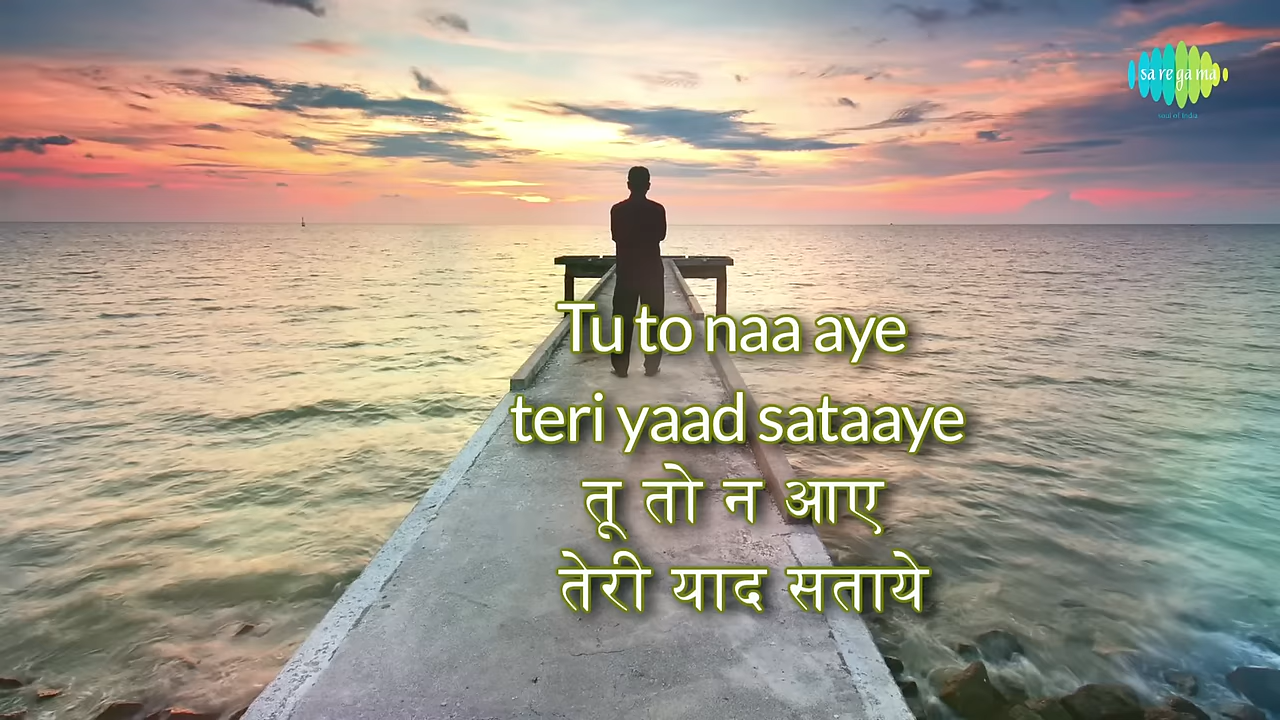 sa re ga ma
soul of India
Tu to naa aye
teri yaad sataaye
तू तो न आए
तेरी याद सताये